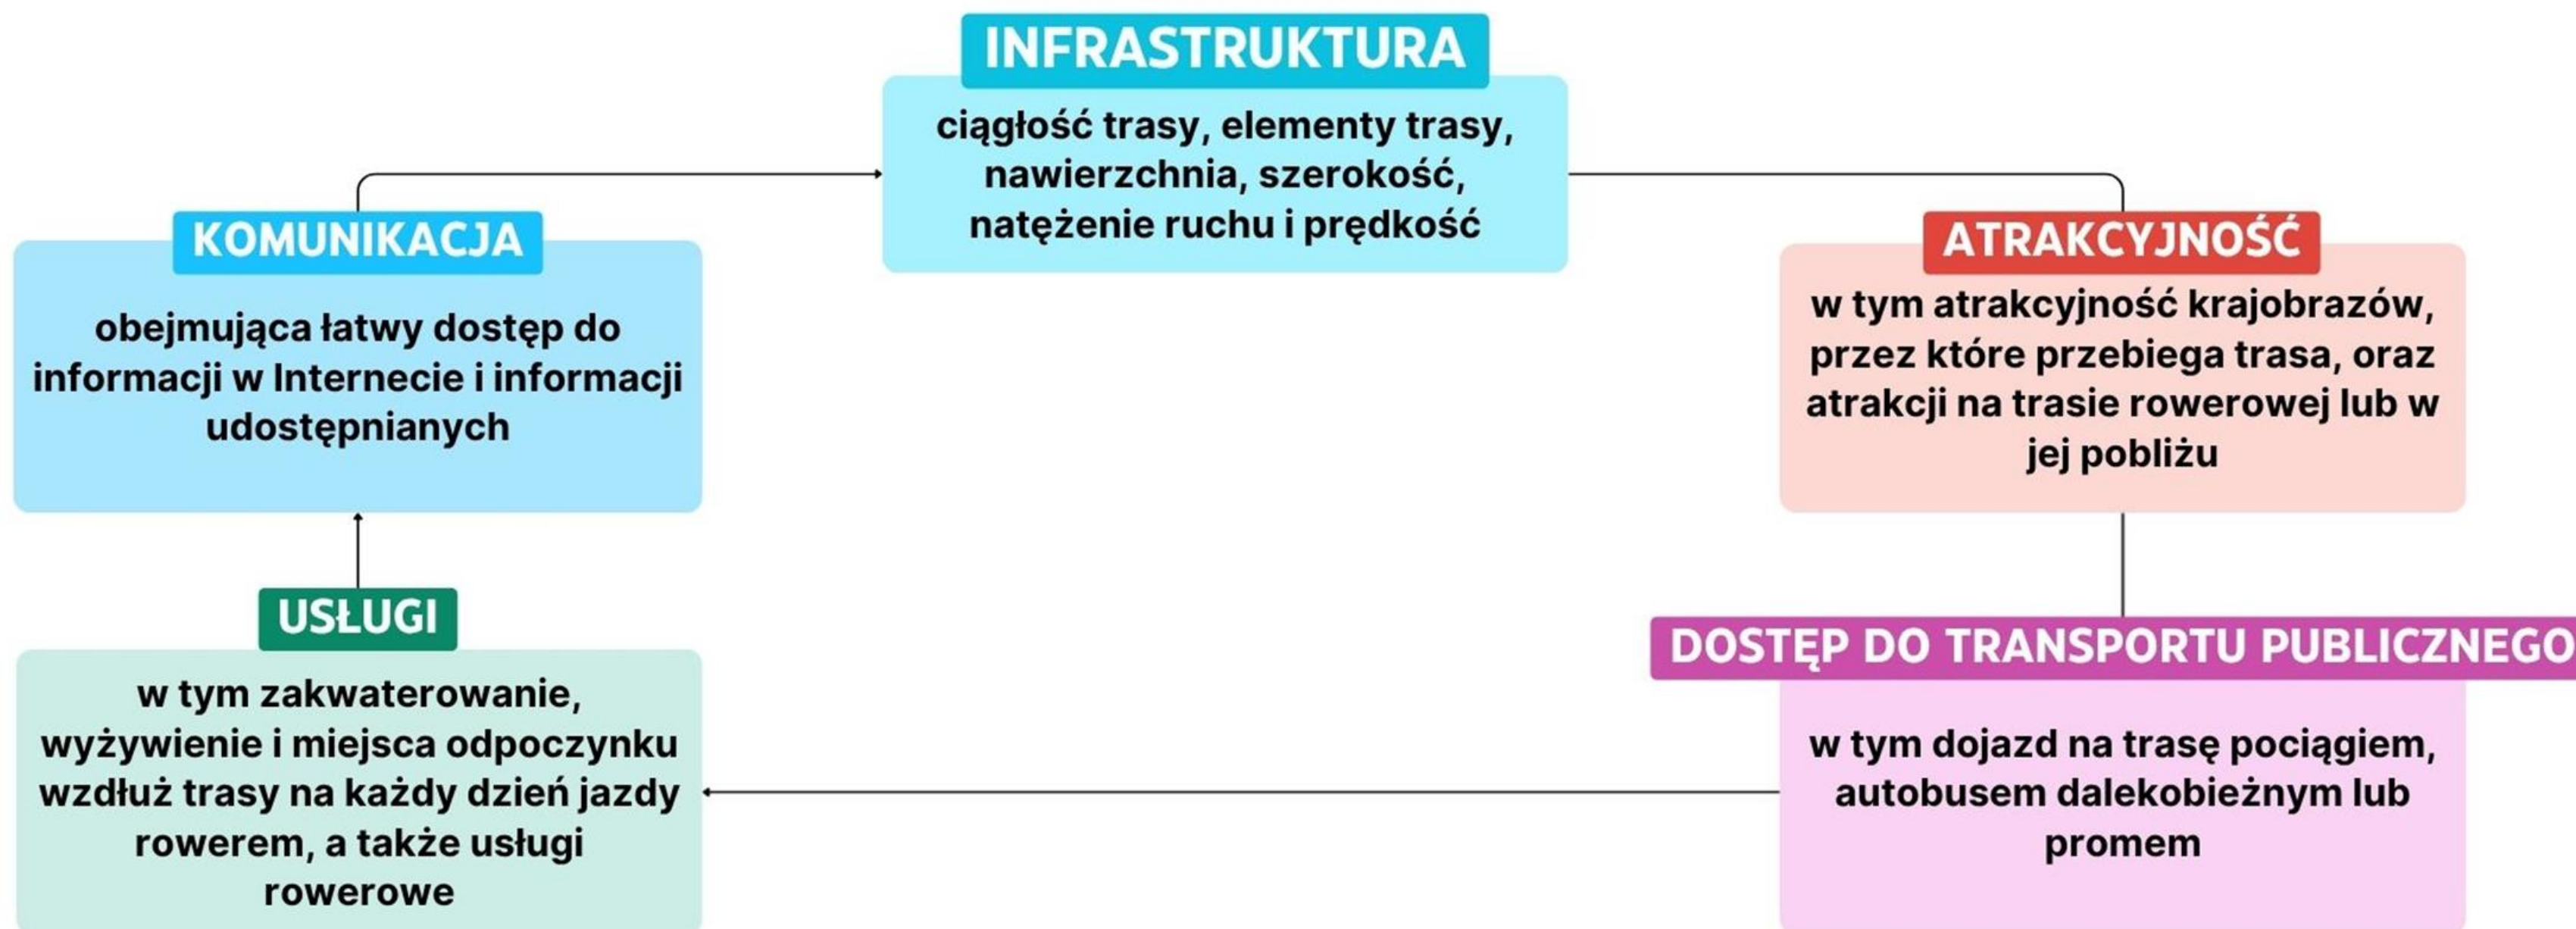 INFRASTRUKTURA
ciągłość trasy, elementy trasy,
nawierzchnia, szerokość,
natężenie ruchu i prędkość
KOMUNIKACJA
obejmująca łatwy dostęp do
informacji w Internecie i informacji
udostępnianych
ATRAKCYJNOŚĆ
w tym atrakcyjność krajobrazów,
przez które przebiega trasa, oraz
atrakcji na trasie rowerowej lub w
jej pobliżu
USŁUGI
w tym zakwaterowanie,
wyżywienie i miejsca odpoczynku
wzdłuż trasy na każdy dzień jazdy
rowerem, a także usługi
rowerowe
DOSTĘP DO TRANSPORTU PUBLICZNEGO
w tym dojazd na trasę pociągiem,
autobusem dalekobieżnym lub
promem